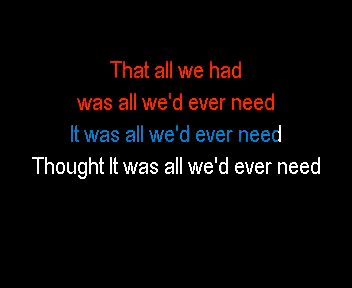 That all we had
was all we'd ever need
It was all we'd ever need
Thought It was all we'd ever need